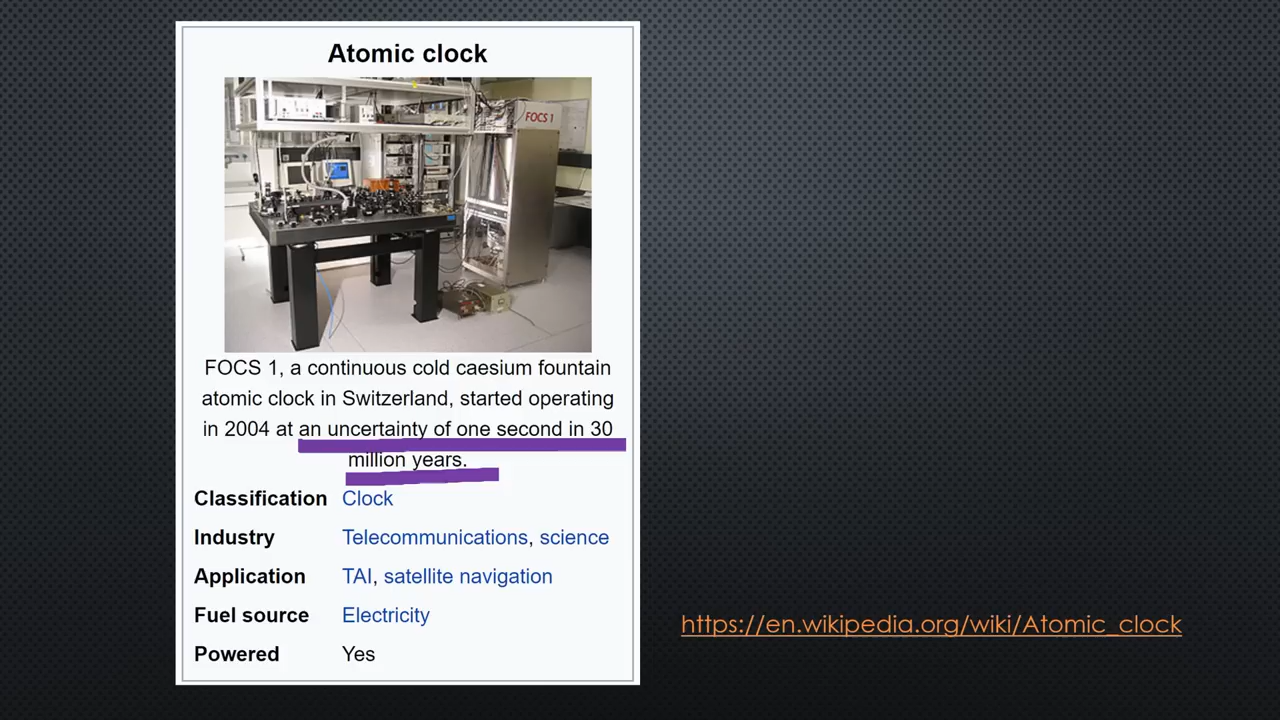 Atomic clock
FOCS 1
FOCS 1, a continuous cold caesium fountain
atomic clock in Switzerland, started operating
in 2004 at an uncertainty of one second in 30
million years.
Classification Clock
Industry Telecommunications, science
Application TAI, satellite navigation
Fuel source Electricity
Powered Yes
https://en.wikipedia.org/wiki/Atomic_clock